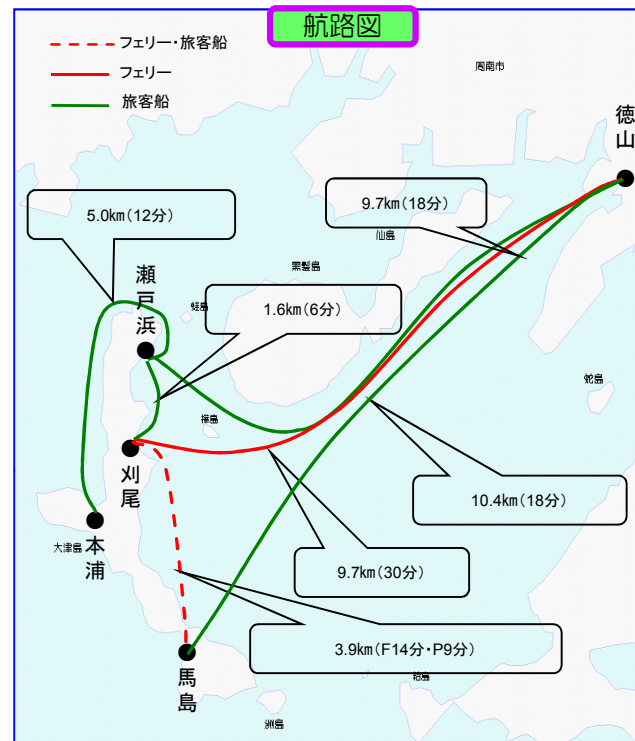 航路図
フェリー・旅客船
フェリー
旅客船
周南市
徳山
9.7km(18分)
5.0km(12分)
仙島
黒髪島
瀬戸浜
蛙島
1.6km(6分)
蛇島
樺島
刈尾
10.4km(18分)
本浦
大津島
9.7km(30分)
3.9km(F14分・P9分)
馬島
洲島